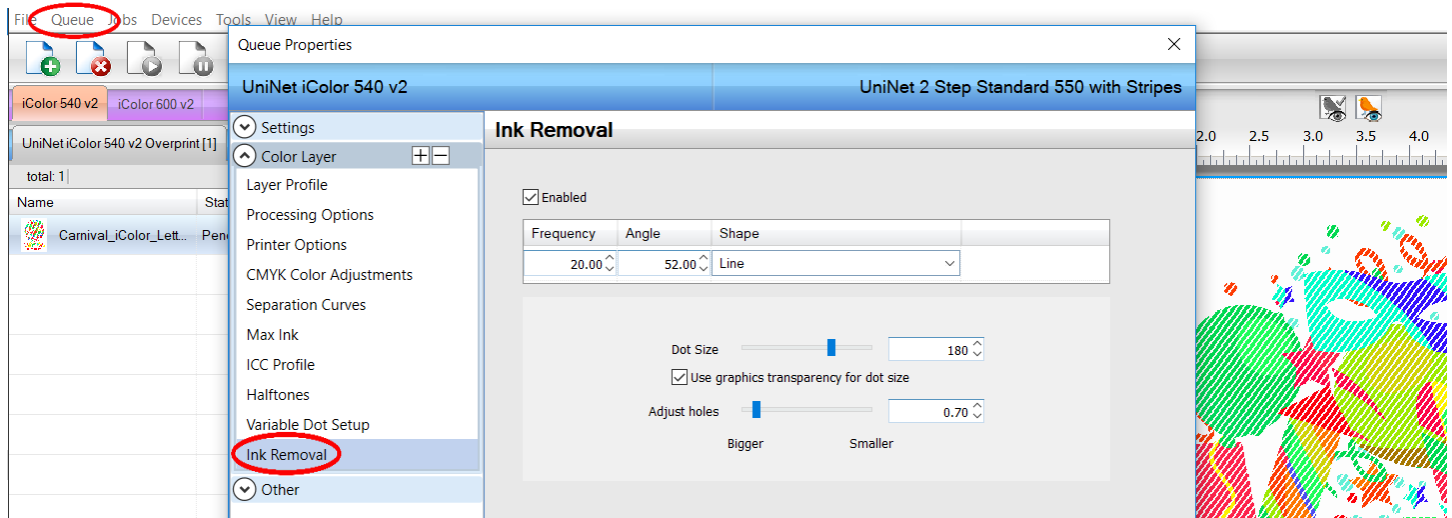 File Queue Jobs Devices Tools View Help
Queue Properties
UniNet iColor 540 v2 UniNet 2 Step Standard 550 with Stripes
iColor 540 v2 iColor 600 v2
UniNet iColor 540 v2 Overprint [1]
total: 1
Name Stat
Carnival_iColor_Lett... Pen
Settings
Color Layer
Layer Profile
Processing Options
Printer Options
CMYK Color Adjustments
Separation Curves
Max Ink
ICC Profile
Halftones
Variable Dot Setup
Ink Removal
Other
Ink Removal
Enabled
Frequency Angle Shape
20.00 52.00 Line
Dot Size 180
Use graphics transparency for dot size
Adjust holes 0.70
Bigger Smaller
2.0 2.5 3.0 3.5 4.0